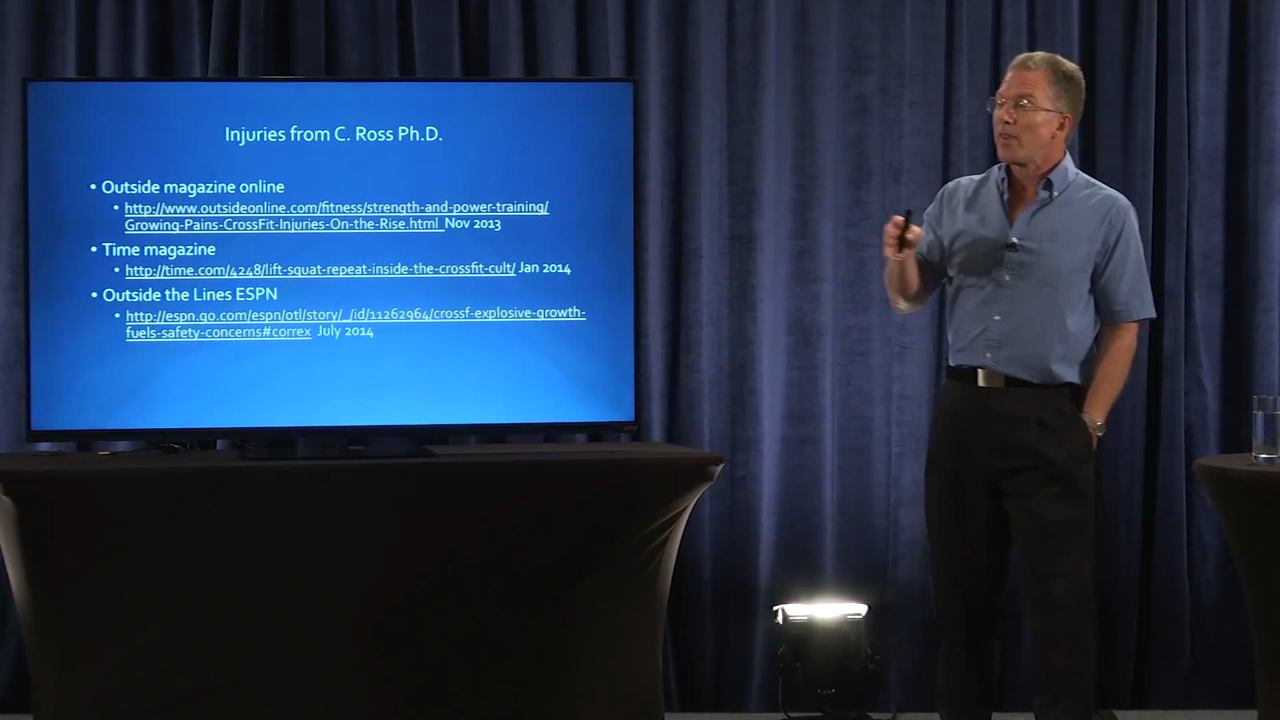 Injuries from C. Ross Ph.D.
• Outside magazine online
• http://www.outsideonline.com/fitness/strength-and-power-training/
Growing-Pains-CrossFit-Injuries-On-the-Rise.html Nov 2013
• Time magazine
• http://time.com/4248/lift-squat-repeat-inside-the-crossfit-cult/ Jan 2014
• Outside the Lines ESPN
• http://espn.go.com/espn/otl/story/_/id/11262964/crossf-explosive-growth-
fuels-safety-concerns#correx July 2014